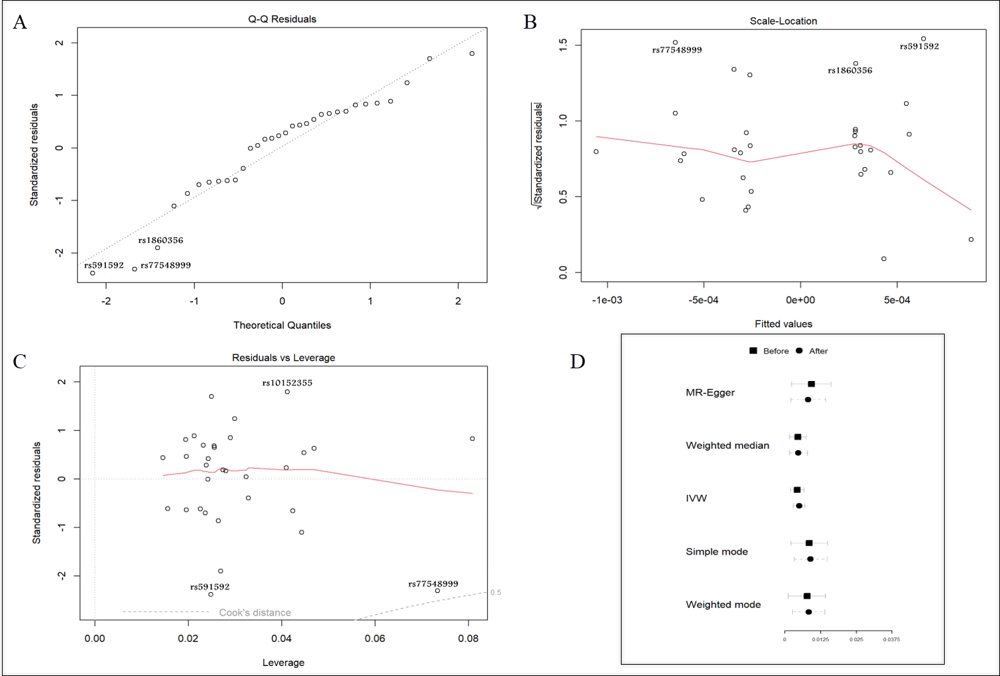 A
Q-Q Residuals
Standardized residuals
2
1
0
-1
-2
rs1860356
rs591592
rs77548999
-2
-1
0
1
2
Theoretical Quantiles
B
Scale-Location
√|Standardized residuals|
1.5
1.0
0.5
0.0
rs77548999
rs591592
rs1860356
-1e-03
-5e-04
0e+00
5e-04
Fitted values
C
Residuals vs Leverage
Standardized residuals
2
1
0
-1
-2
rs10152355
rs591592
rs77548999
0.5
Cook's distance
0.00
0.02
0.04
0.06
0.08
Leverage
D
Before After
MR-Egger
Weighted median
IVW
Simple mode
Weighted mode
0
0.0125
0.025
0.0375